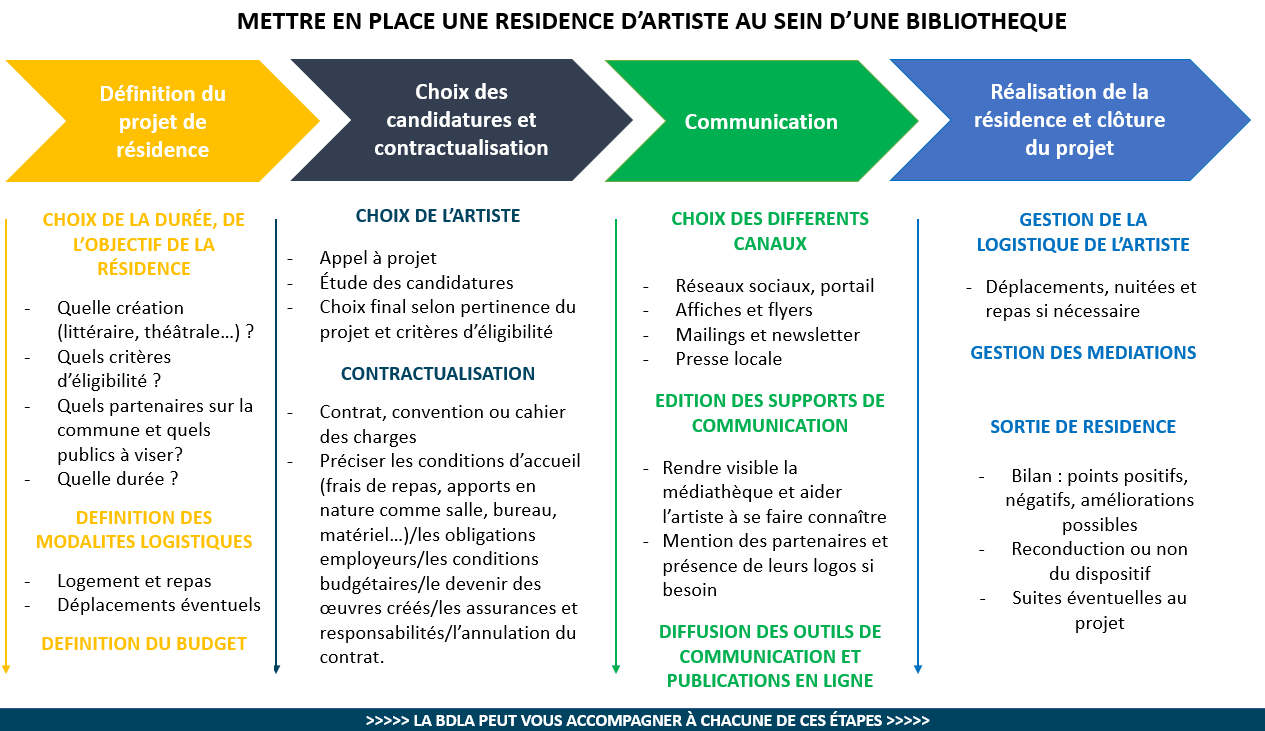 METTRE EN PLACE UNE RESIDENCE D’ARTISTE AU SEIN D’UNE BIBLIOTHEQUE
Définition du
projet de
résidence
Choix des
candidatures et
contractualisation
Communication
Réalisation de la
résidence et clôture
du projet
CHOIX DE LA DURÉE, DE
L’OBJECTIF DE LA
RÉSIDENCE
- Quelle création
(littéraire, théâtrale…) ?
- Quels critères
d’éligibilité ?
- Quels partenaires sur la
commune et quels
publics à viser?
- Quelle durée ?
DEFINITION DES
MODALITES LOGISTIQUES
- Logement et repas
- Déplacements éventuels
DEFINITION DU BUDGET
CHOIX DE L’ARTISTE
- Appel à projet
- Étude des candidatures
- Choix final selon pertinence du
projet et critères d’éligibilité
CONTRACTUALISATION
- Contrat, convention ou cahier
des charges
- Préciser les conditions d’accueil
(frais de repas, apports en
nature comme salle, bureau,
matériel…)/les obligations
employeurs/les conditions
budgétaires/le devenir des
œuvres créés/les assurances et
responsabilités/l’annulation du
contrat.
CHOIX DES DIFFERENTS
CANAUX
- Réseaux sociaux, portail
- Affiches et flyers
- Mailings et newsletter
- Presse locale
EDITION DES SUPPORTS DE
COMMUNICATION
- Rendre visible la
médiathèque et aider
l’artiste à se faire connaître
- Mention des partenaires et
présence de leurs logos si
besoin
DIFFUSION DES OUTILS DE
COMMUNICATION ET
PUBLICATIONS EN LIGNE
GESTION DE LA
LOGISTIQUE DE L’ARTISTE
- Déplacements, nuitées et
repas si nécessaire
GESTION DES MEDIATIONS
SORTIE DE RESIDENCE
- Bilan : points positifs,
négatifs, améliorations
possibles
- Reconduction ou non
du dispositif
- Suites éventuelles au
projet
>>>>> LA BDLA PEUT VOUS ACCOMPAGNER À CHACUNE DE CES ÉTAPES >>>>>